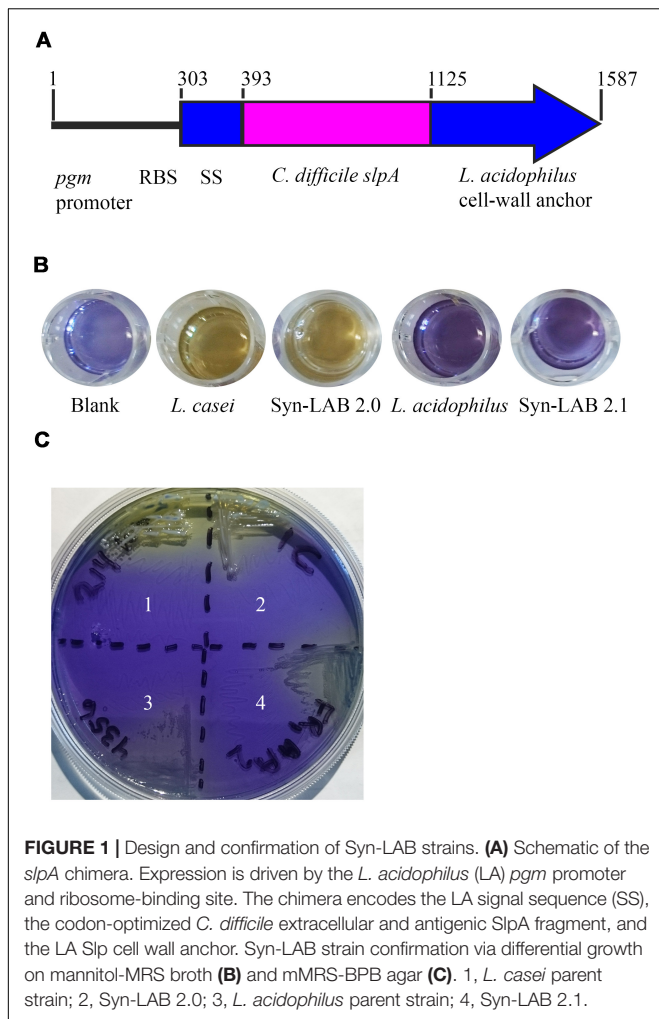 A
1 303 393 1125 1587
pgm RBS SS C. difficile slpA L. acidophilus
promoter cell-wall anchor
B
Blank L. casei Syn-LAB 2.0 L. acidophilus Syn-LAB 2.1
C
1 2
3 4
4356
FIGURE 1 | Design and confirmation of Syn-LAB strains. (A) Schematic of the
slpA chimera. Expression is driven by the L. acidophilus (LA) pgm promoter
and ribosome-binding site. The chimera encodes the LA signal sequence (SS),
the codon-optimized C. difficile extracellular and antigenic SlpA fragment, and
the LA Slp cell wall anchor. Syn-LAB strain confirmation via differential growth
on mannitol-MRS broth (B) and mMRS-BPB agar (C). 1, L. casei parent
strain; 2, Syn-LAB 2.0; 3, L. acidophilus parent strain; 4, Syn-LAB 2.1.